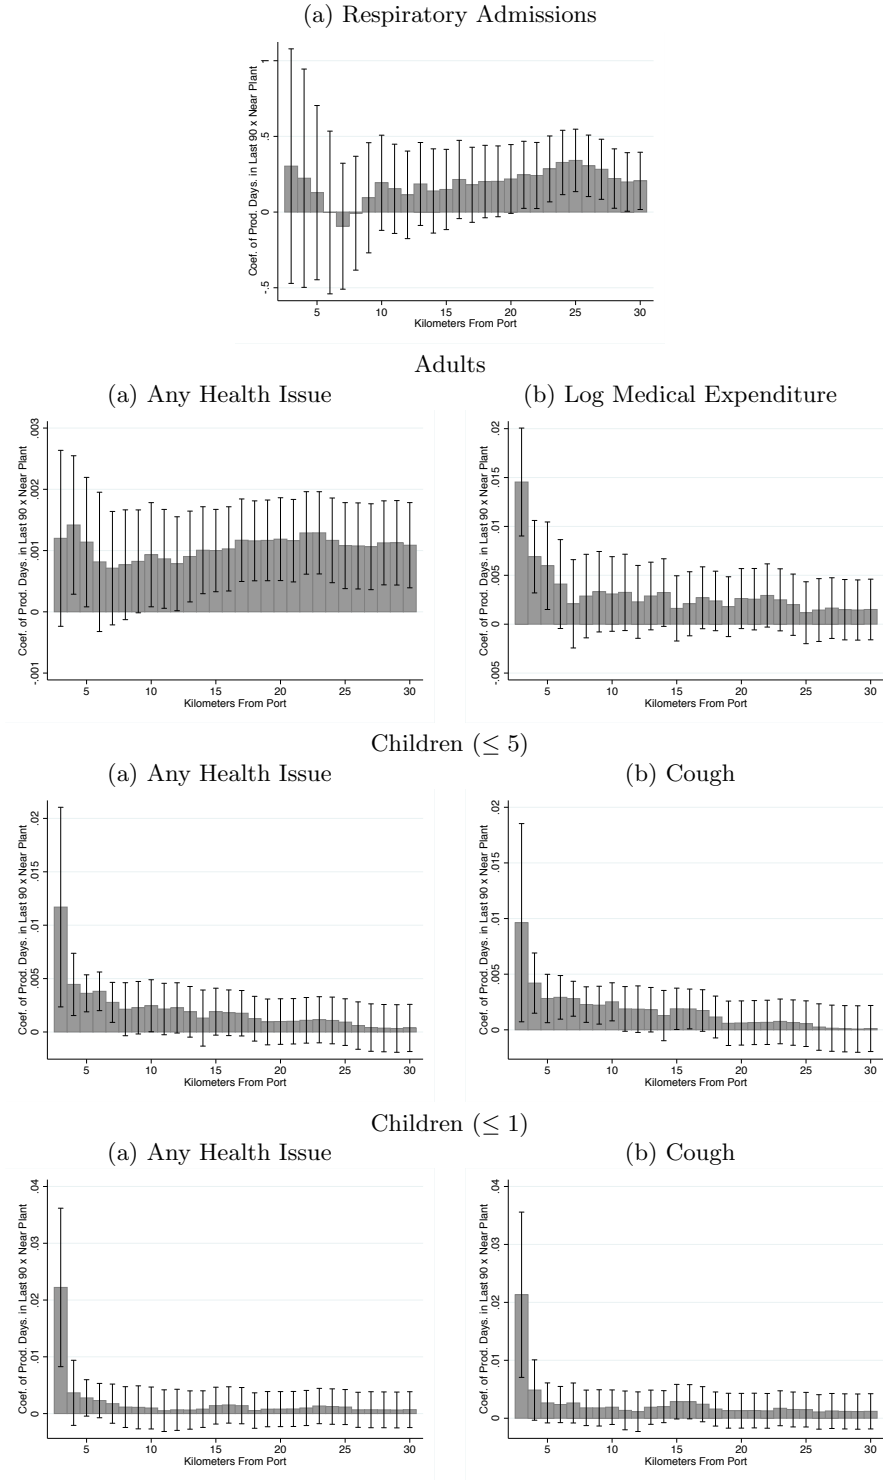 (a) Respiratory Admissions
Coef. of Prod. Days. in Last 90 x Near Plant
1
.5
0
-.5
5 10 15 20 25 30
Kilometers From Port
Adults
(a) Any Health Issue
(b) Log Medical Expenditure
Coef. of Prod. Days. in Last 90 x Near Plant
.003
.002
.001
0
-.001
5 10 15 20 25 30
Kilometers From Port
Coef. of Prod. Days. in Last 90 x Near Plant
.02
.015
.01
.005
0
-.005
5 10 15 20 25 30
Kilometers From Port
Children (≤ 5)
(a) Any Health Issue
(b) Cough
Coef. of Prod. Days. in Last 90 x Near Plant
.02
.015
.01
.005
0
5 10 15 20 25 30
Kilometers From Port
Coef. of Prod. Days. in Last 90 x Near Plant
.02
.015
.01
.005
0
5 10 15 20 25 30
Kilometers From Port
Children (≤ 1)
(a) Any Health Issue
(b) Cough
Coef. of Prod. Days. in Last 90 x Near Plant
.04
.03
.02
.01
0
5 10 15 20 25 30
Kilometers From Port
Coef. of Prod. Days. in Last 90 x Near Plant
.04
.03
.02
.01
0
5 10 15 20 25 30
Kilometers From Port